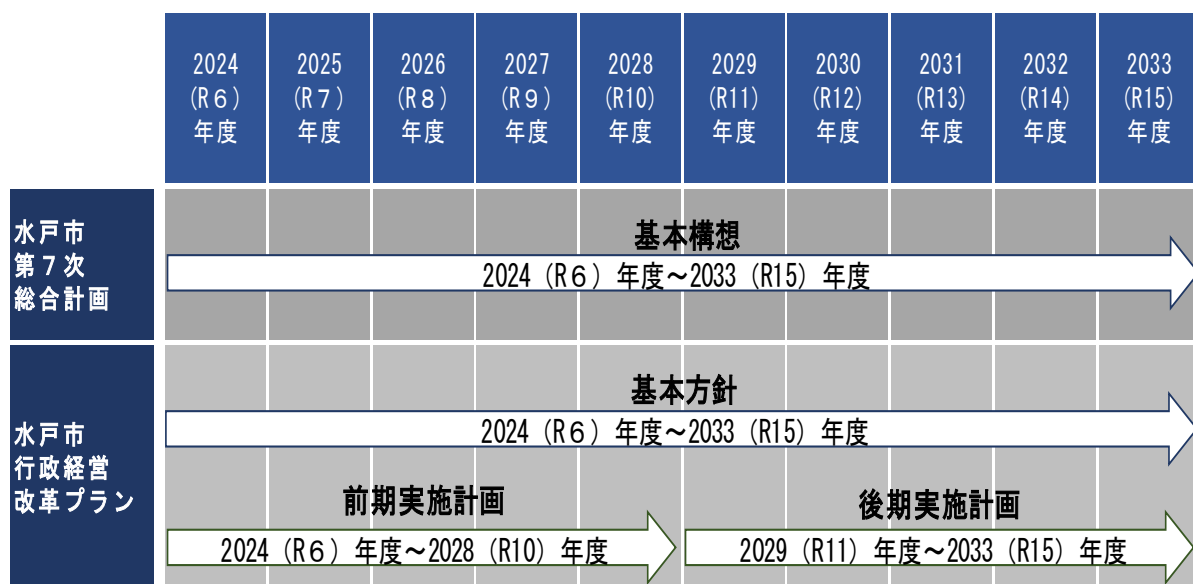 2024
(R６)
年度
2025
(R７)
年度
2026
(R８)
年度
2027
(R９)
年度
2028
(R10)
年度
2029
(R11)
年度
2030
(R12)
年度
2031
(R13)
年度
2032
(R14)
年度
2033
(R15)
年度
水戸市
第７次
総合計画
基本構想
2024（R６）年度～2033（R15）年度
水戸市
行政経営
改革プラン
基本方針
2024（R６）年度～2033（R15）年度
前期実施計画
2024（R６）年度～2028（R10）年度
後期実施計画
2029（R11）年度～2033（R15）年度